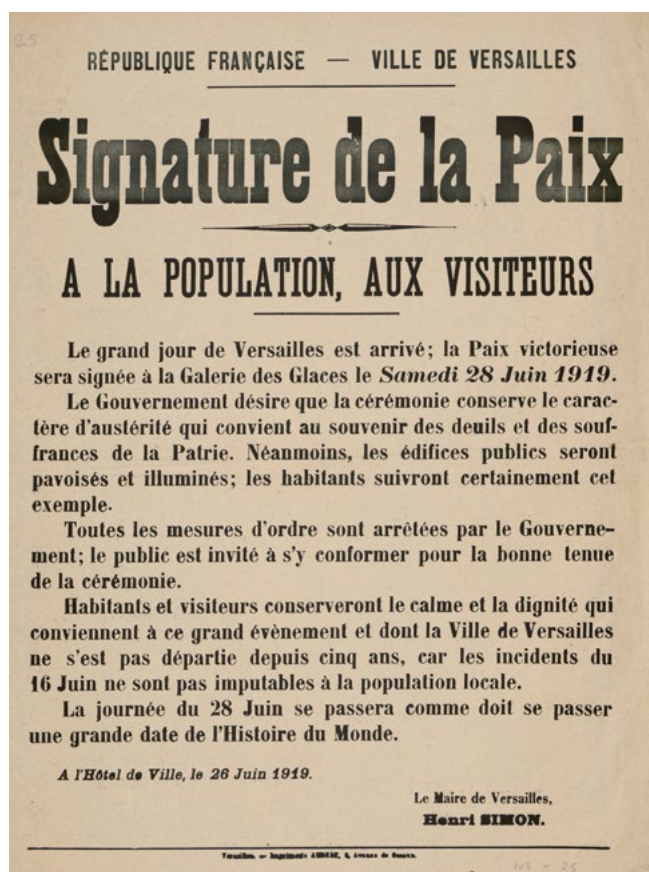 25
RÉPUBLIQUE FRANÇAISE — VILLE DE VERSAILLES
Signature de la Paix
A LA POPULATION, AUX VISITEURS
Le grand jour de Versailles est arrivé; la Paix victorieuse
sera signée à la Galerie des Glaces le Samedi 28 Juin 1919.
Le Gouvernement désire que la cérémonie conserve le carac-
tère d'austérité qui convient au souvenir des deuils et des souf-
frances de la Patrie. Néanmoins, les édifices publics seront
pavoisés et illuminés; les habitants suivront certainement cet
exemple.
Toutes les mesures d'ordre sont arrêtées par le Gouverne-
ment; le public est invité à s'y conformer pour la bonne tenue
de la cérémonie.
Habitants et visiteurs conserveront le calme et la dignité qui
conviennent à ce grand évènement et dont la Ville de Versailles
ne s'est pas départie depuis cinq ans, car les incidents du
16 Juin ne sont pas imputables à la population locale.
La journée du 28 Juin se passera comme doit se passer
une grande date de l'Histoire du Monde.
A l'Hôtel de Ville, le 26 Juin 1919.
Le Maire de Versailles,
Henri SIMON.
Versailles — Imprimerie 6, Avenue de Sceaux.